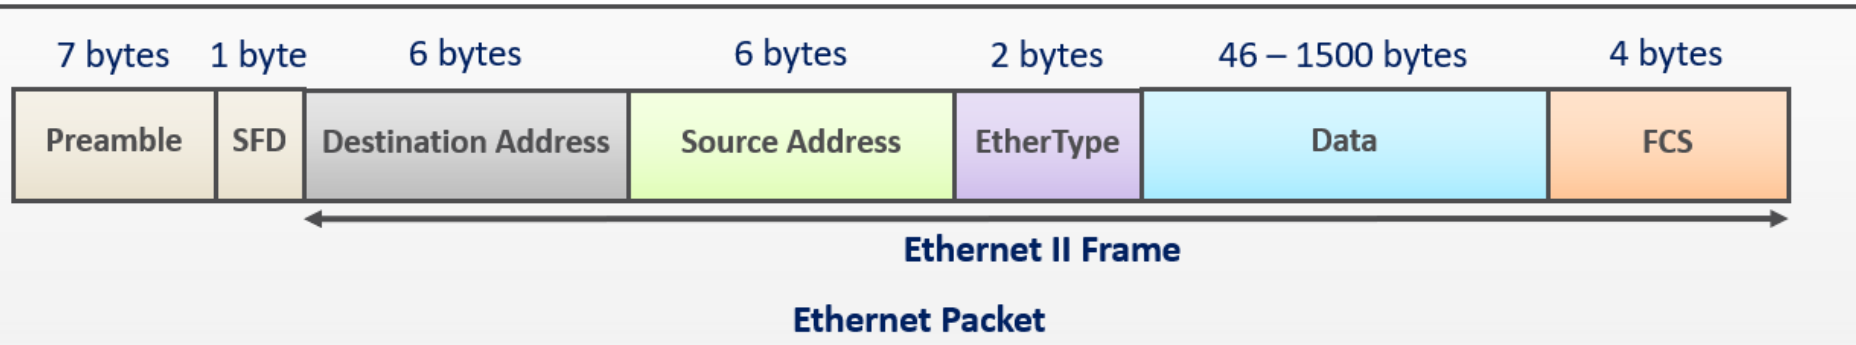 7 bytes 1 byte 6 bytes 6 bytes 2 bytes 46 – 1500 bytes 4 bytes
Preamble SFD Destination Address Source Address EtherType Data FCS
Ethernet II Frame
Ethernet Packet